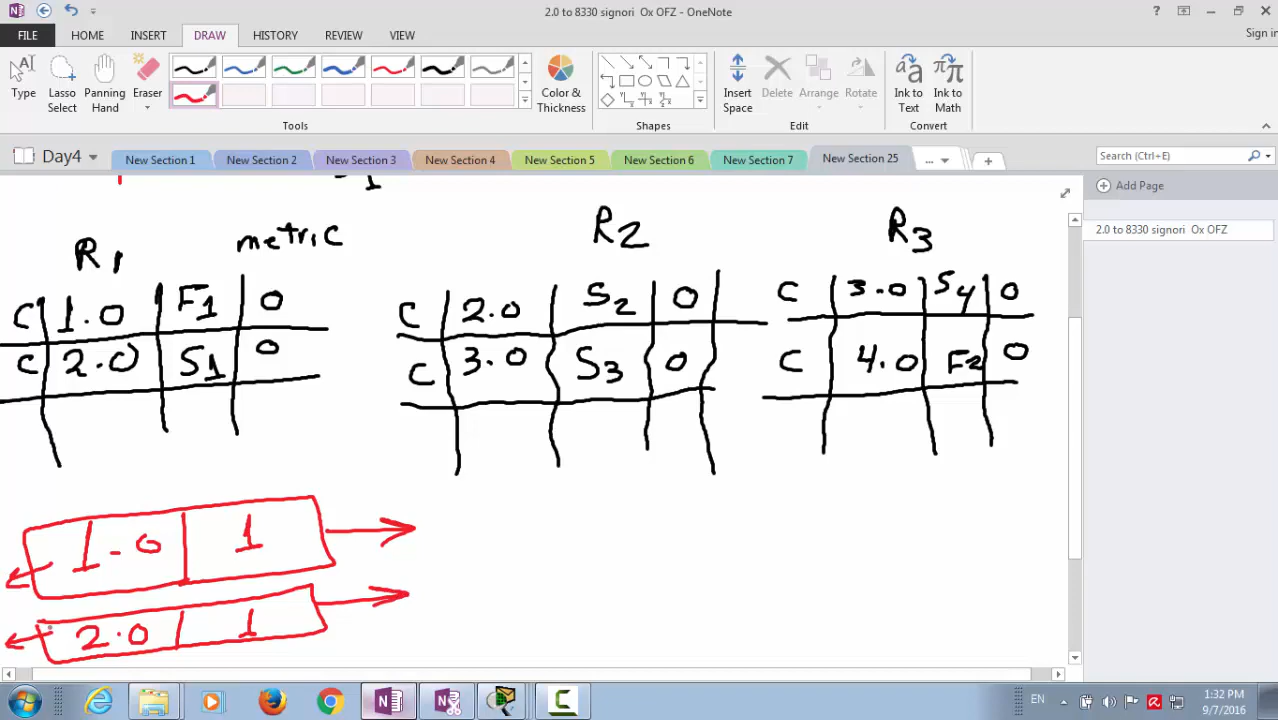 2.0 to 8330 signori Ox OFZ - OneNote
? 
FILE HOME INSERT DRAW HISTORY REVIEW VIEW
Sign in
Type
Lasso Select
Panning Hand
Eraser
Color & Thickness
Insert Space
Delete
Arrange
Rotate
Ink to Text
Ink to Math
Tools
Shapes
Edit
Convert
Day4
New Section 1
New Section 2
New Section 3
New Section 4
New Section 5
New Section 6
New Section 7
New Section 25
...
Search (Ctrl+E)
Add Page
2.0 to 8330 signori Ox OFZ
R1 metric
C 1.0 F1 0
C 2.0 S1 0
R2
C 2.0 S2 0
C 3.0 S3 0
R3
C 3.0 S4 0
C 4.0 F2 0
1.0 1
2.0 1
EN
1:32 PM
9/7/2016